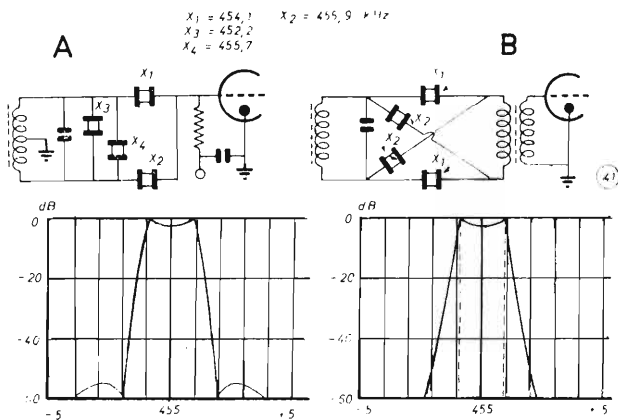 X1 = 454,1 X2 = 455,9 kHz
X3 = 452,2
X4 = 455,7
A
B
X1
X3
X4
X2
X1
X2
X2
X1
41
dB
0
-20
-40
-5
455
+5
dB
0
-20
-40
-60
-5
455
+5